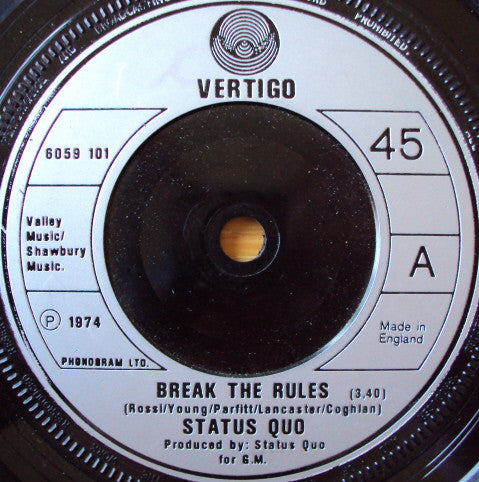 VERTIGO
6059 101
45
Valley
Music/
Shawbury
Music.
A
℗ 1974
Made in
England
PHONOGRAM LTD.
BREAK THE RULES (3,40)
(Rossi/Young/Parfitt/Lancaster/Coghlan)
STATUS QUO
Produced by: Status Quo
for G.M.
PROHIBITED